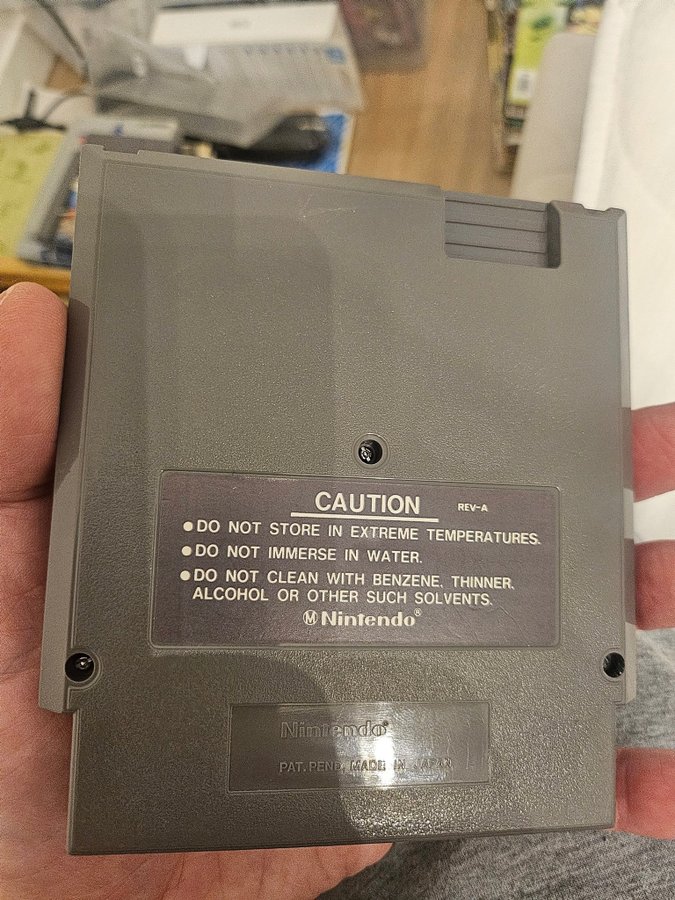 CAUTION REV-A
●DO NOT STORE IN EXTREME TEMPERATURES.
●DO NOT IMMERSE IN WATER.
●DO NOT CLEAN WITH BENZENE, THINNER,
ALCOHOL OR OTHER SUCH SOLVENTS.
Ⓜ Nintendo®
Nintendo®
PAT. PEND. MADE IN JAPAN